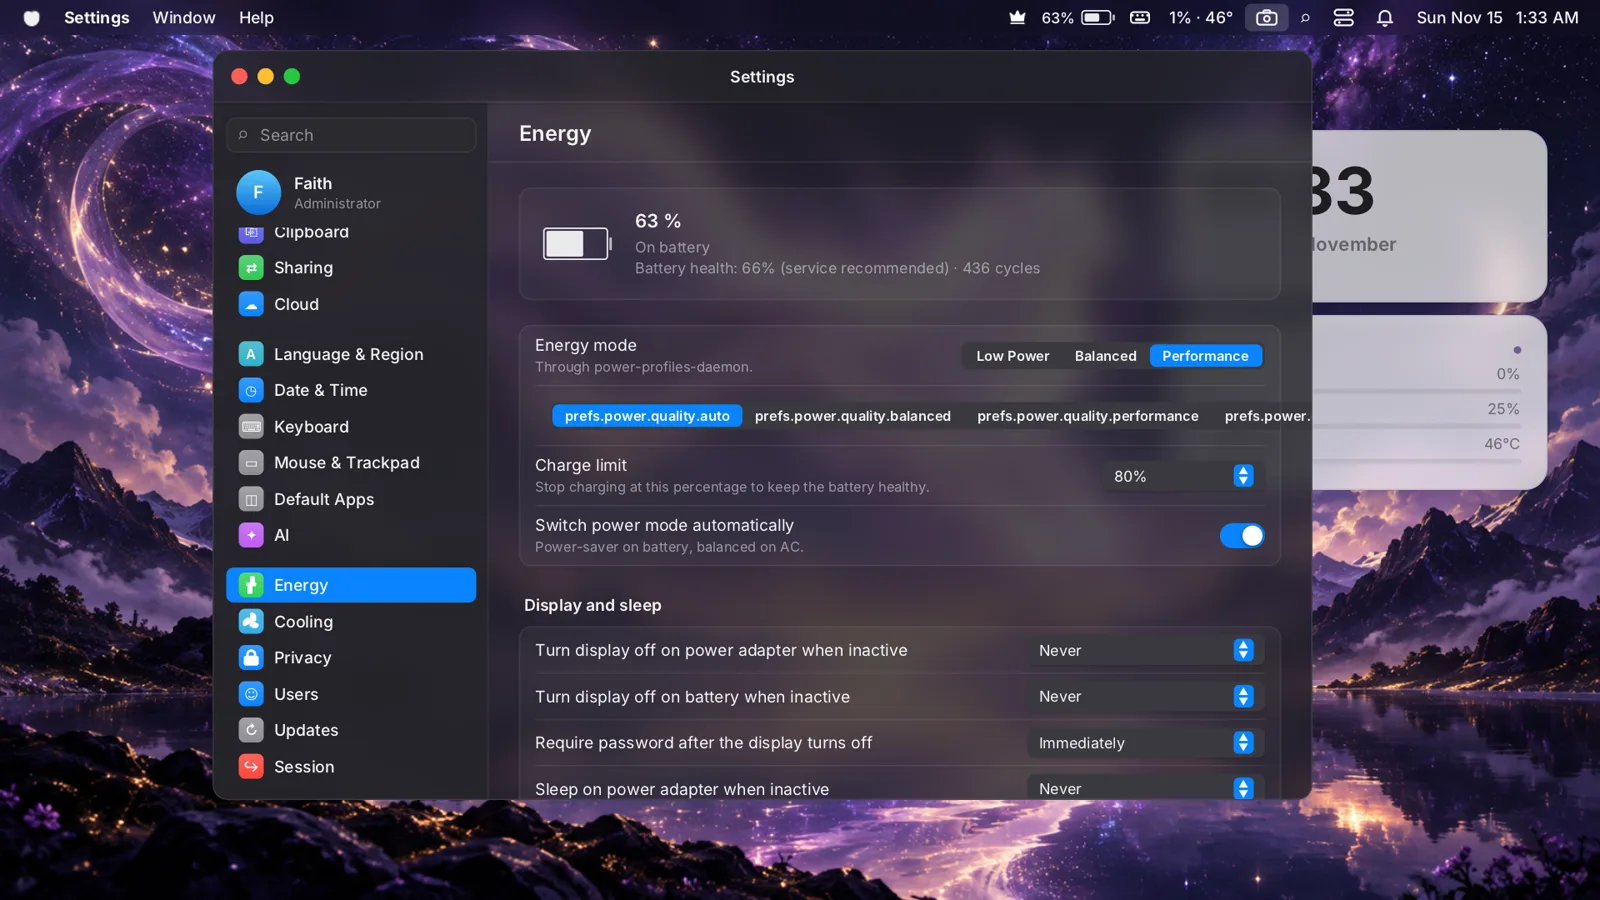 Settings Window Help
63% 1% · 46° Sun Nov 15 1:33 AM
Settings
Search
F Faith
Administrator
Clipboard
Sharing
Cloud
A Language & Region
Date & Time
Keyboard
Mouse & Trackpad
Default Apps
AI
Energy
Cooling
Privacy
Users
Updates
Session
Energy
63 %
On battery
Battery health: 66% (service recommended) · 436 cycles
Energy mode
Through power-profiles-daemon.
Low Power Balanced Performance
prefs.power.quality.auto prefs.power.quality.balanced prefs.power.quality.performance prefs.power.
Charge limit
Stop charging at this percentage to keep the battery healthy.
80%
Switch power mode automatically
Power-saver on battery, balanced on AC.
Display and sleep
Turn display off on power adapter when inactive Never
Turn display off on battery when inactive Never
Require password after the display turns off Immediately
Sleep on power adapter when inactive Never
33
ovember
0%
25%
46°C